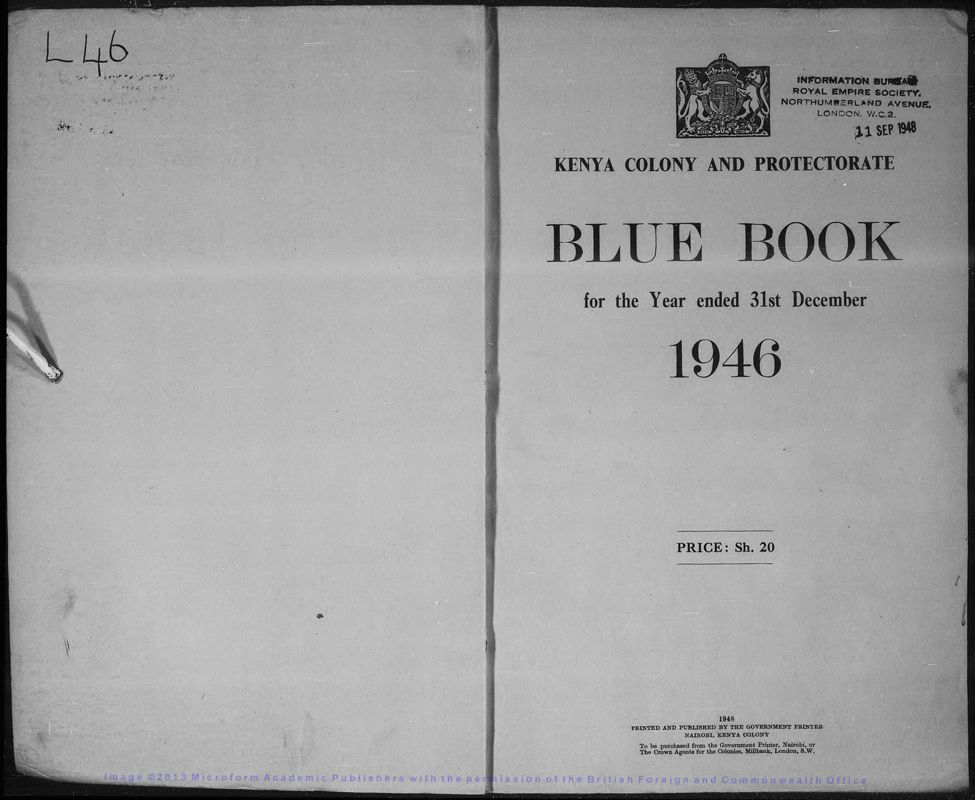 L 46
INFORMATION BUREAU
ROYAL EMPIRE SOCIETY,
NORTHUMBERLAND AVENUE,
LONDON. W.C.2.
11 SEP 1948
KENYA COLONY AND PROTECTORATE
BLUE BOOK
for the Year ended 31st December
1946
PRICE: Sh. 20
1948
PRINTED AND PUBLISHED BY THE GOVERNMENT PRINTER
NAIROBI, KENYA COLONY
To be purchased from the Government Printer, Nairobi, or
The Crown Agents for the Colonies, Millbank, London, S.W.
Image ©2013 Microform Academic Publishers with the permission of the British Foreign and Commonwealth Office